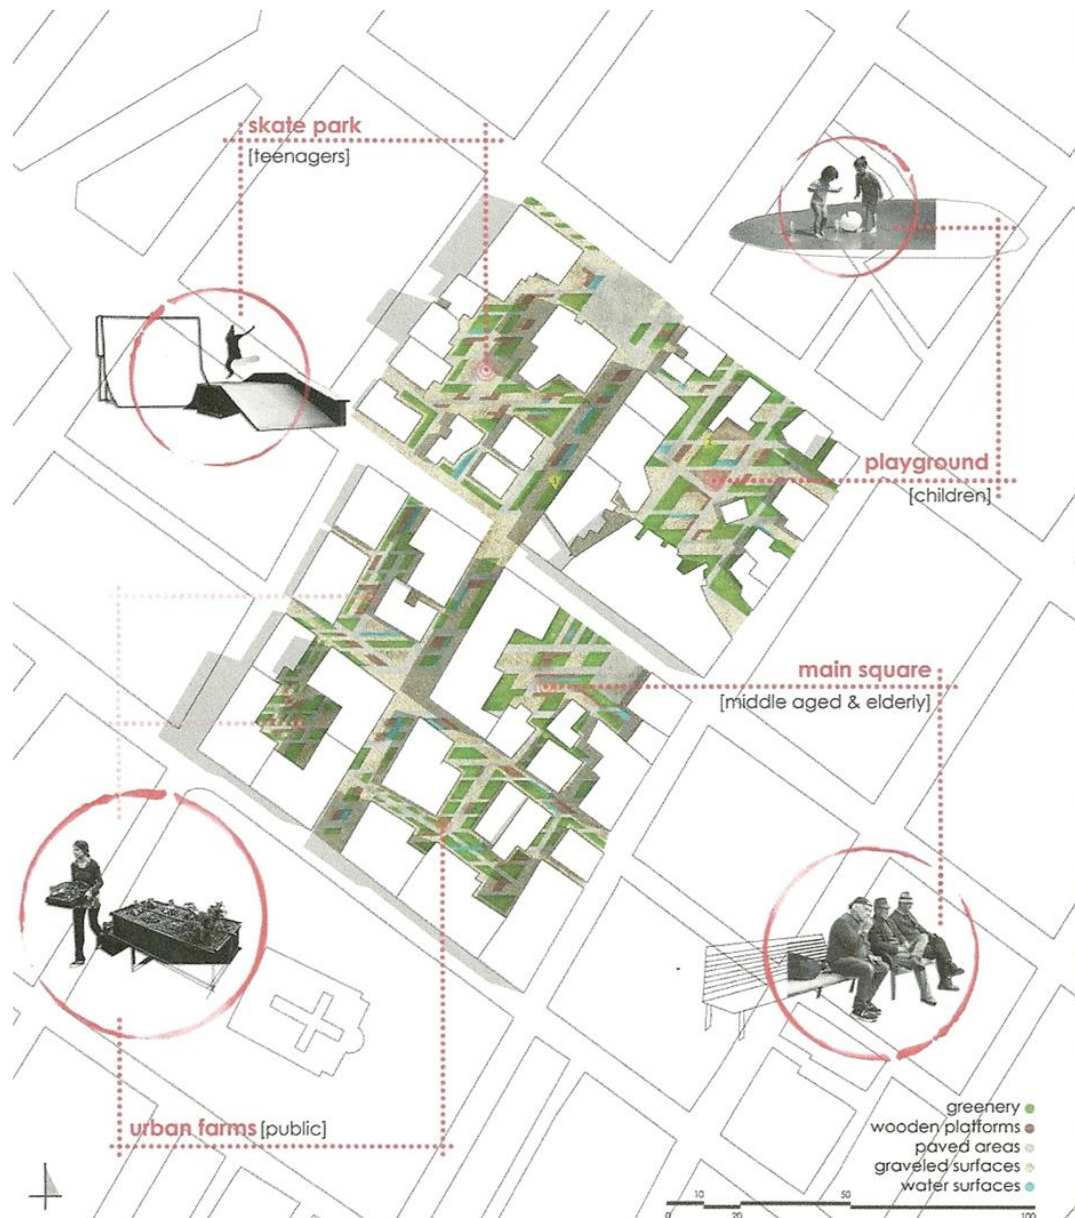 skate park
[teenagers]
playground
[children]
main square
[middle aged & elderly]
urban farms [public]
greenery
wooden platforms
paved areas
graveled surfaces
water surfaces
10
50
0
20
100